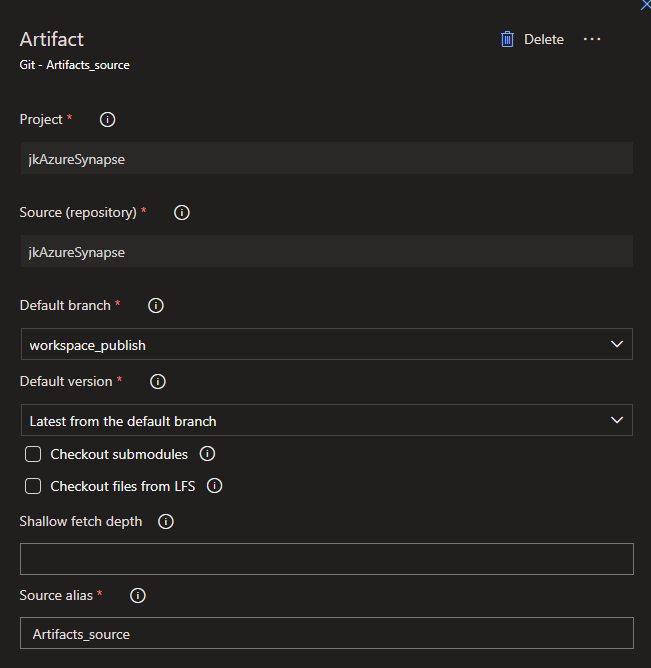 Artifact
Delete ...
Git - Artifacts_source
Project *
jkAzureSynapse
Source (repository) *
jkAzureSynapse
Default branch *
workspace_publish
Default version *
Latest from the default branch
Checkout submodules
Checkout files from LFS
Shallow fetch depth
Source alias *
Artifacts_source